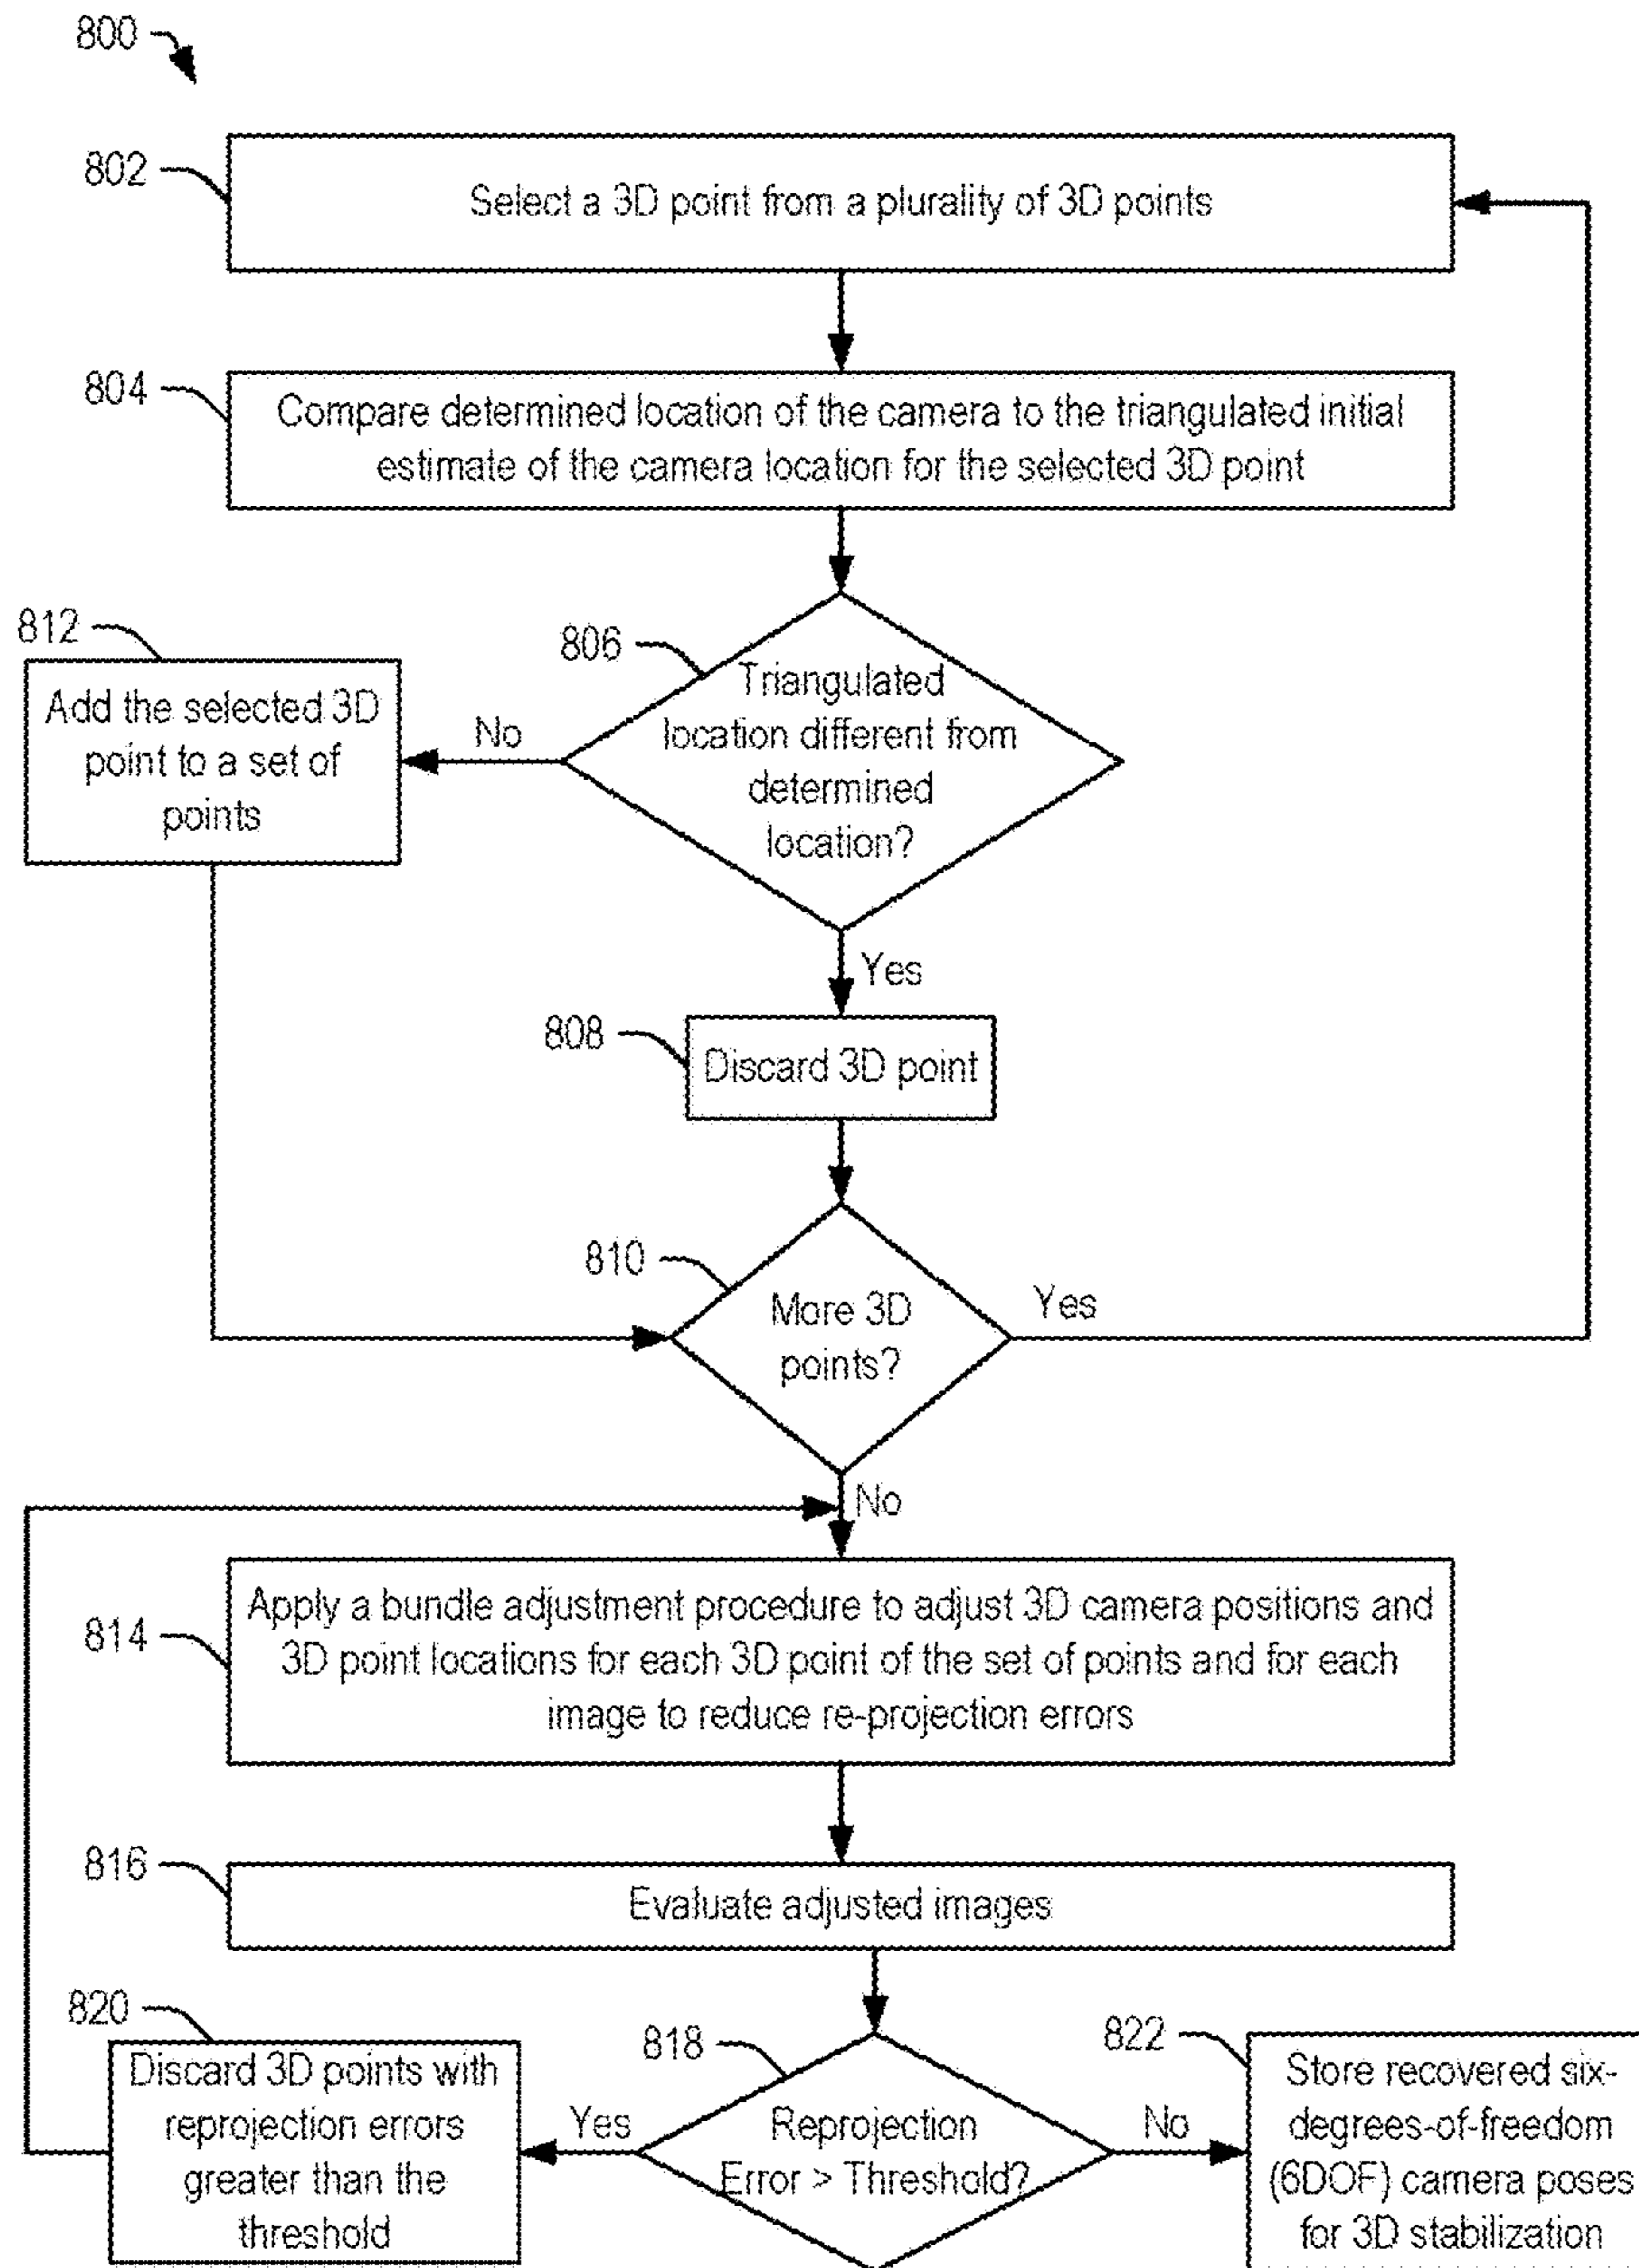 800
802
Select a 3D point from a plurality of 3D points
804
Compare determined location of the camera to the triangulated initial
estimate of the camera location for the selected 3D point
812
Add the selected 3D
point to a set of
points
No
806
Triangulated
location different from
determined
location?
Yes
808
Discard 3D point
810
More 3D
points?
Yes
No
814
Apply a bundle adjustment procedure to adjust 3D camera positions and
3D point locations for each 3D point of the set of points and for each
image to reduce re-projection errors
816
Evaluate adjusted images
820
Discard 3D points with
reprojection errors
greater than the
threshold
Yes
818
Reprojection
Error > Threshold?
No
822
Store recovered six-
degrees-of-freedom
(6DOF) camera poses
for 3D stabilization